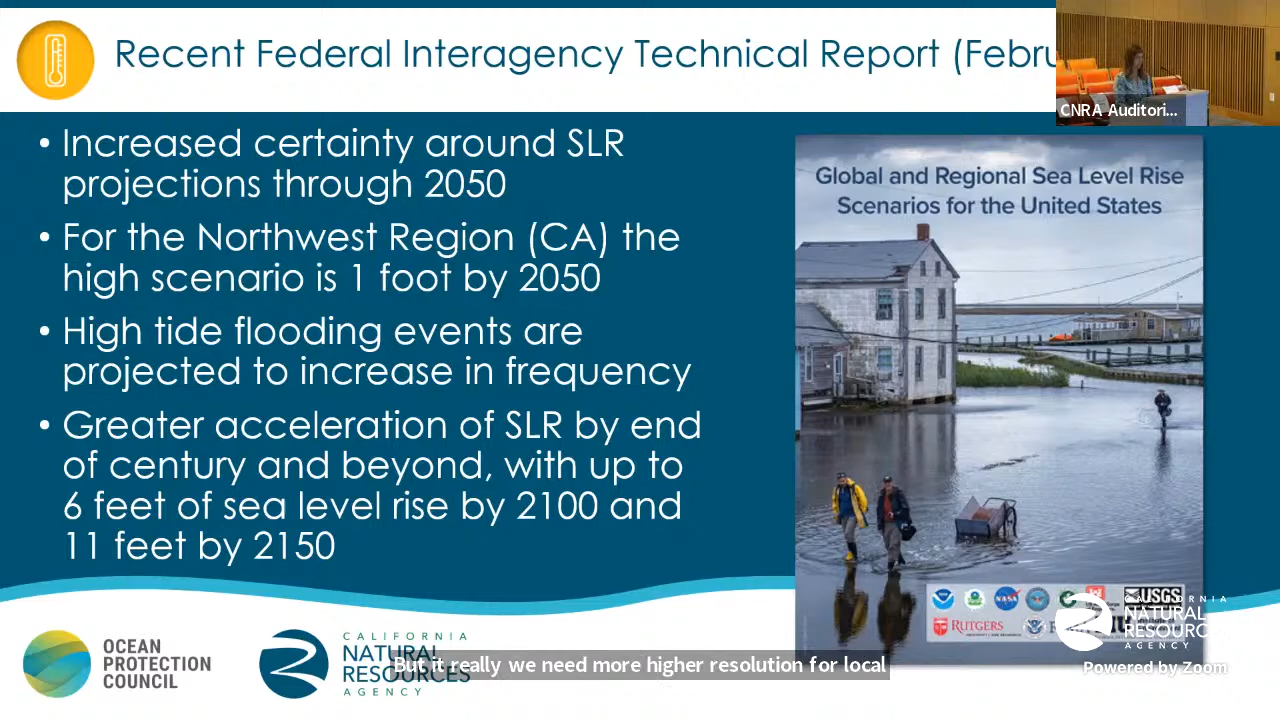 Recent Federal Interagency Technical Report (Febru
CNRA Auditori...
• Increased certainty around SLR
projections through 2050
• For the Northwest Region (CA) the
high scenario is 1 foot by 2050
• High tide flooding events are
projected to increase in frequency
• Greater acceleration of SLR by end
of century and beyond, with up to
6 feet of sea level rise by 2100 and
11 feet by 2150
Global and Regional Sea Level Rise
Scenarios for the United States
NASA
USGS
RUTGERS
OCEAN
PROTECTION
COUNCIL
CALIFORNIA
NATURAL
RESOURCES
AGENCY
But it really we need more higher resolution for local
CALIFORNIA
NATURAL
RESOURC
AGENCY
Powered by Zoom